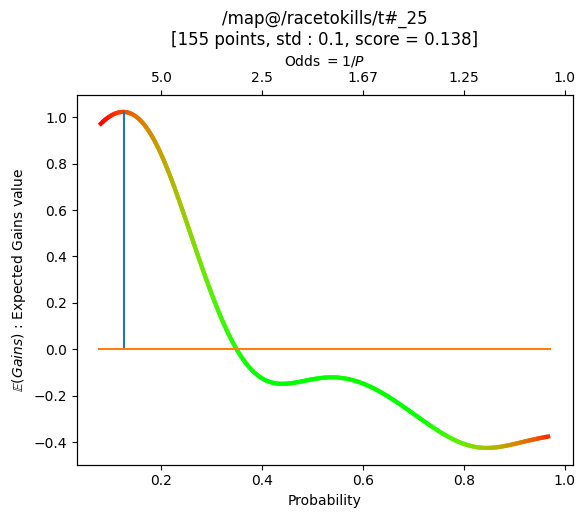 /map@/racetokills/t#_25
[155 points, std : 0.1, score = 0.138]
Odds = 1/P
5.0 2.5 1.67 1.25 1.0
1.0
0.8
0.6
0.4
0.2
0.0
−0.2
−0.4
𝔼(Gains) : Expected Gains value
0.2 0.4 0.6 0.8 1.0
Probability